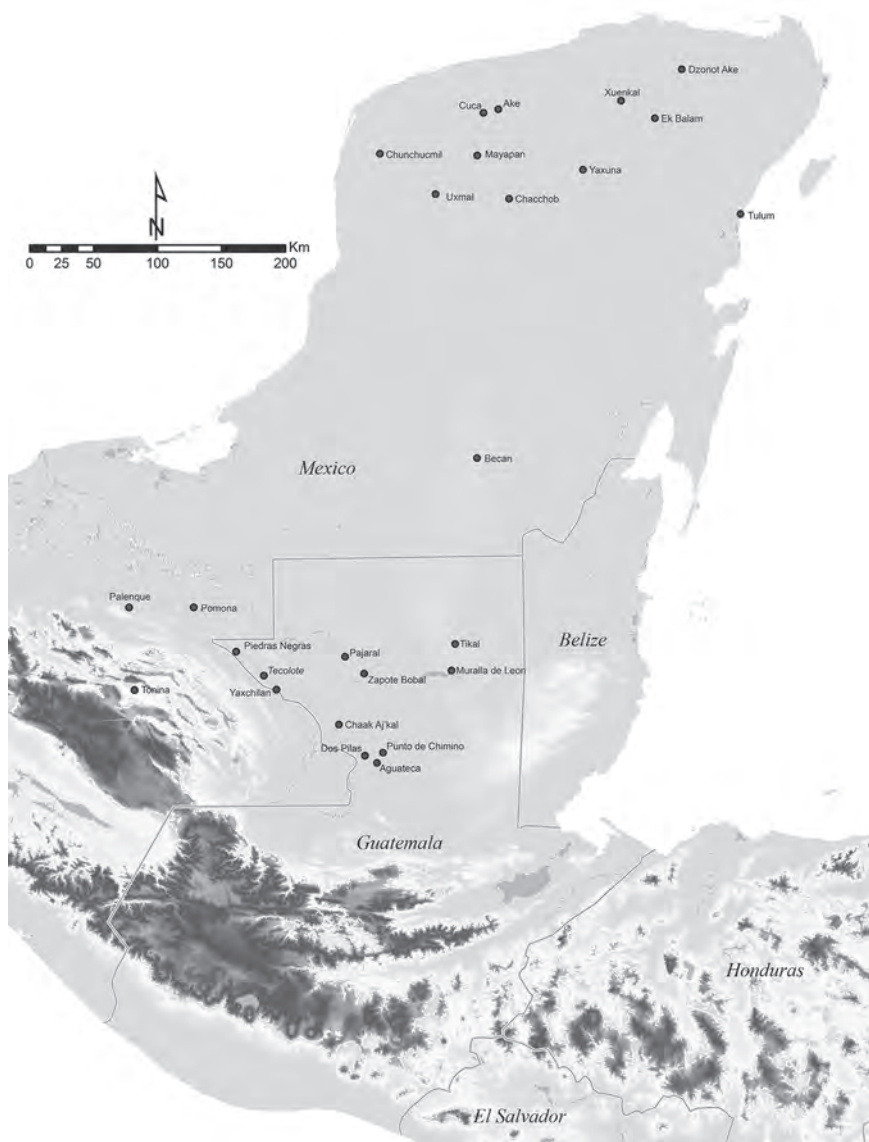 Dzonot Ake
Xuenkal
Cuca
Ake
Ek Balam
Chunchucmil
Mayapan
Yaxuna
Uxmal
Chacchob
Tulum
N
Km
0 25 50 100 150 200
Becan
Mexico
Palenque
Pomona
Belize
Piedras Negras
Pajaral
Tikal
Tecolote
Zapote Bobal
Muralla de Leon
Tonina
Yaxchilan
Chaak Aj'kal
Dos Pilas
Punto de Chimino
Aguateca
Guatemala
Honduras
El Salvador